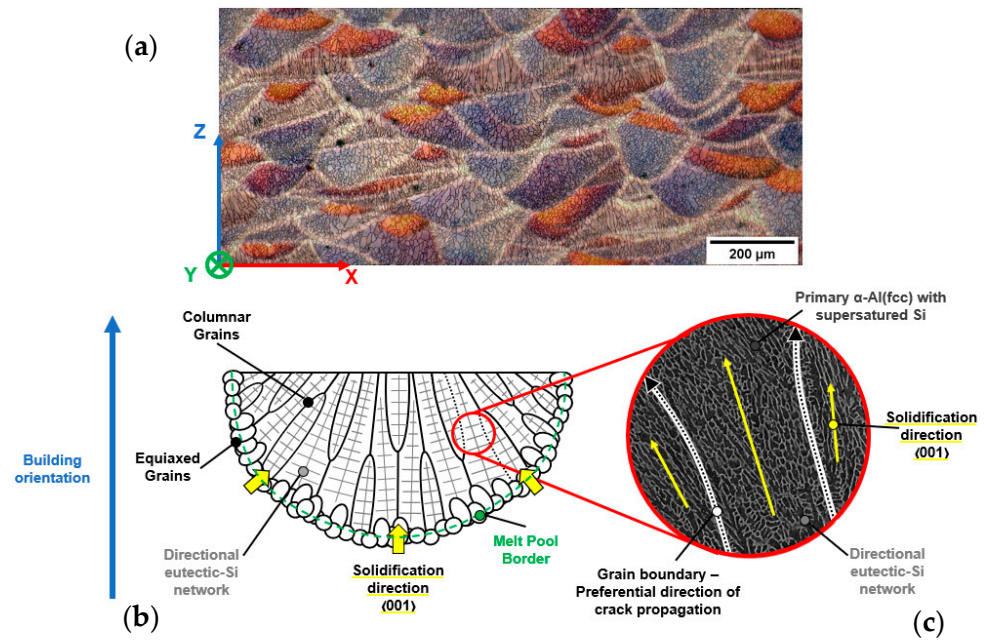 (a)
Z
Y
X
200 µm
Columnar
Grains
Equiaxed
Grains
Building
orientation
Directional
eutectic-Si
network
Solidification
direction
⟨001⟩
Melt Pool
Border
(b)
Primary α-Al(fcc) with
supersatured Si
Solidification
direction
⟨001⟩
Grain boundary –
Preferential direction of
crack propagation
Directional
eutectic-Si
network
(c)